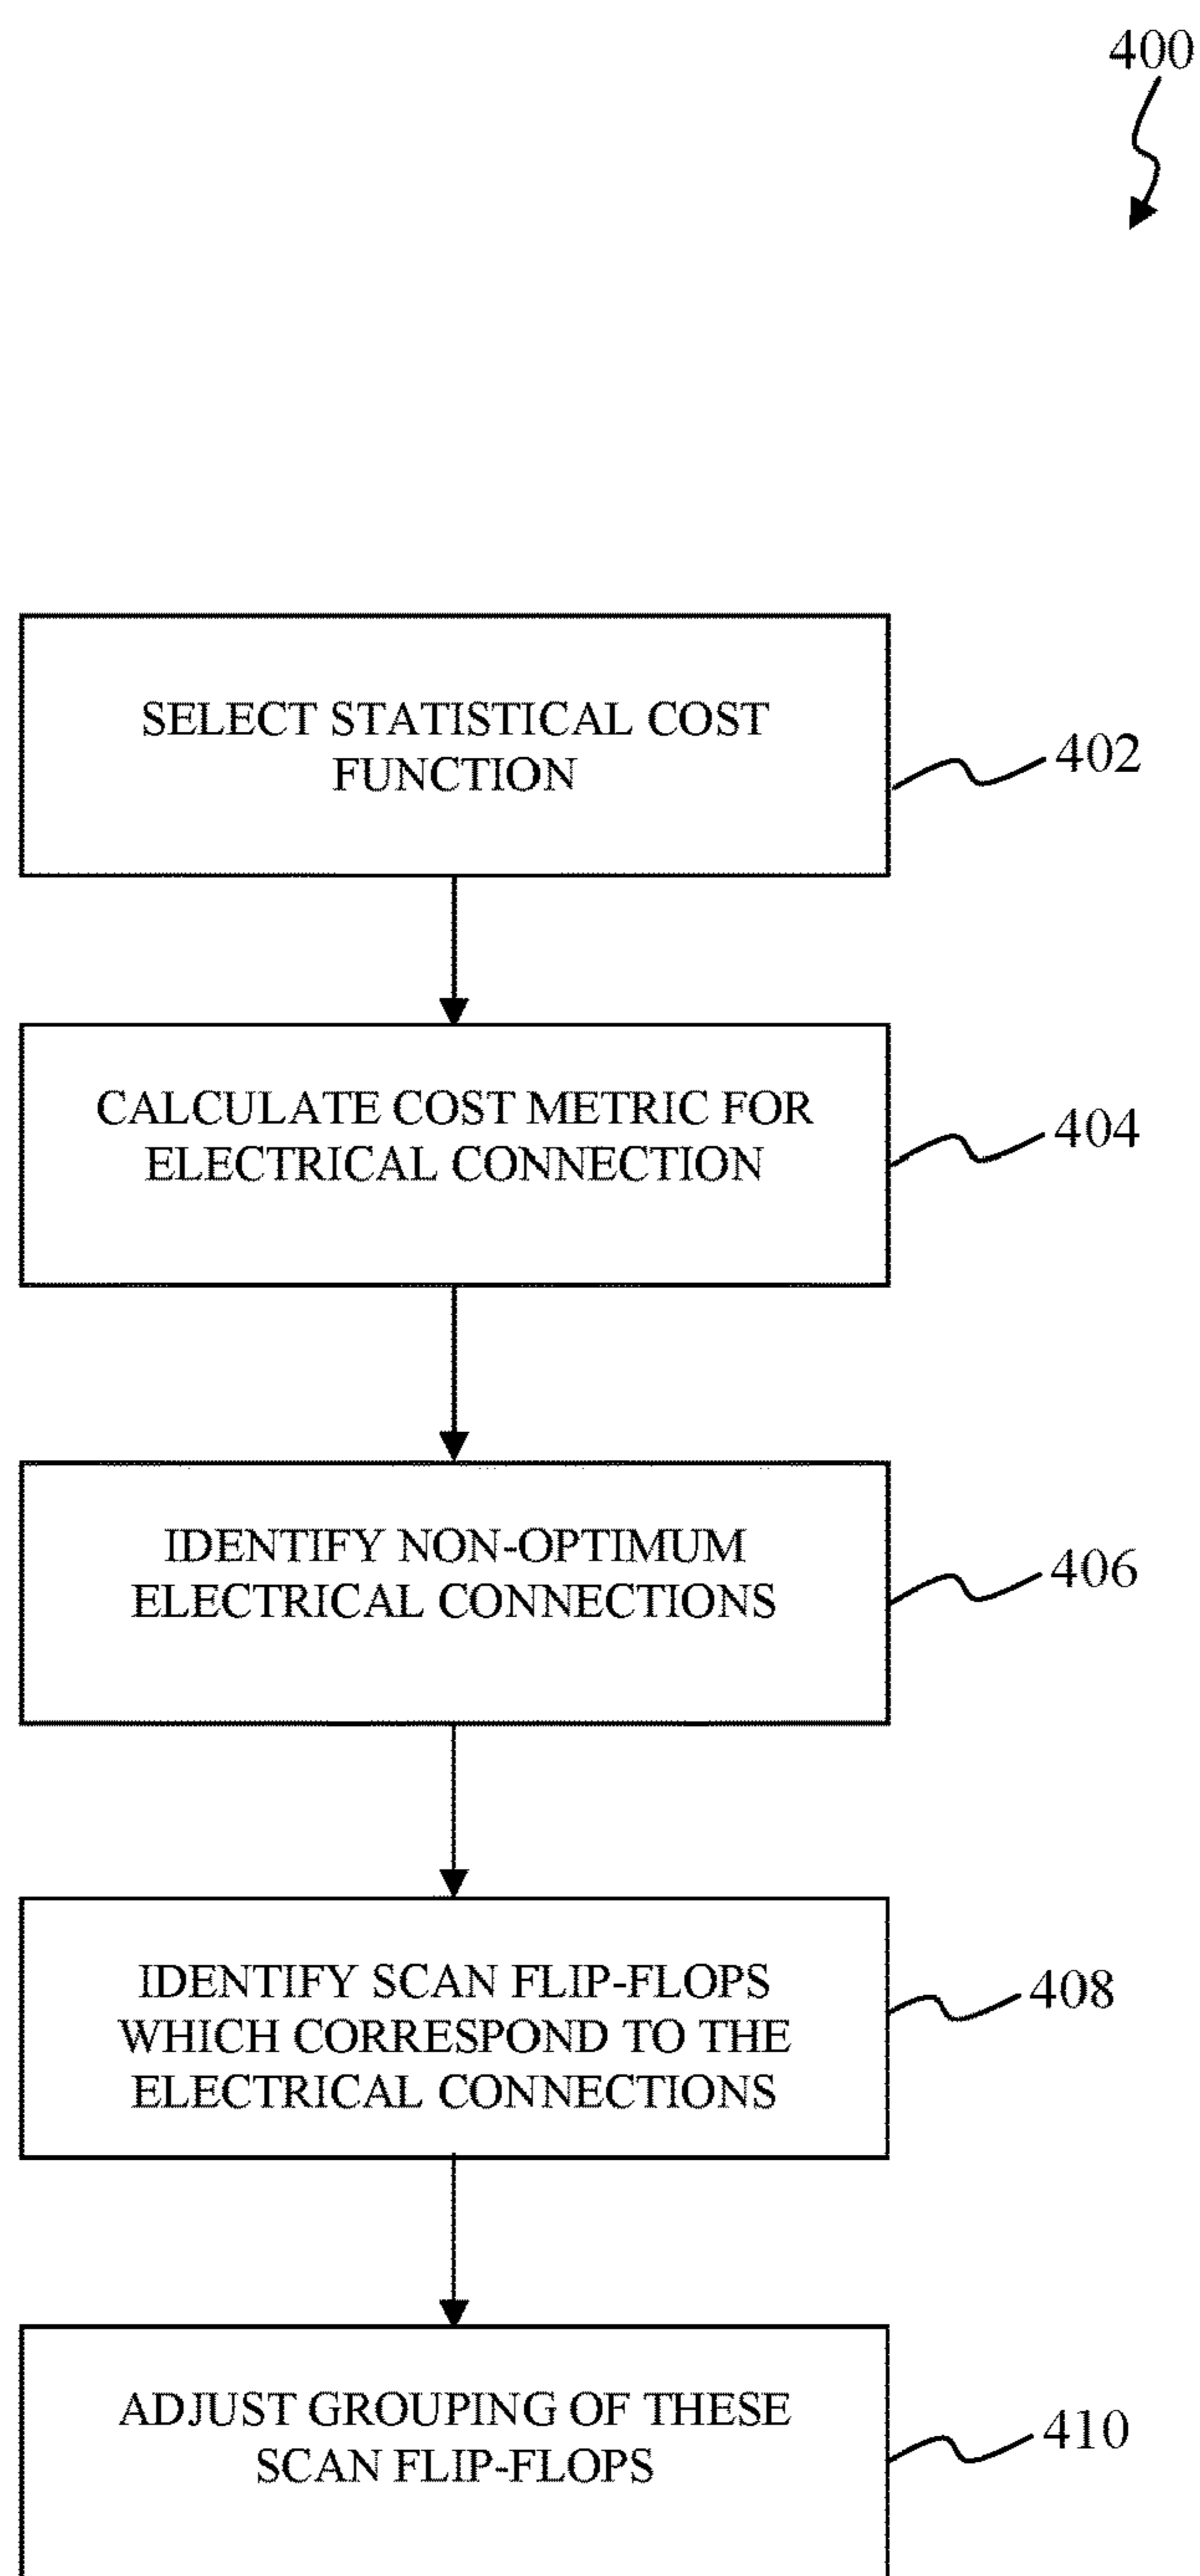 400
SELECT STATISTICAL COST
FUNCTION
402
CALCULATE COST METRIC FOR
ELECTRICAL CONNECTION
404
IDENTIFY NON-OPTIMUM
ELECTRICAL CONNECTIONS
406
IDENTIFY SCAN FLIP-FLOPS
WHICH CORRESPOND TO THE
ELECTRICAL CONNECTIONS
408
ADJUST GROUPING OF THESE
SCAN FLIP-FLOPS
410